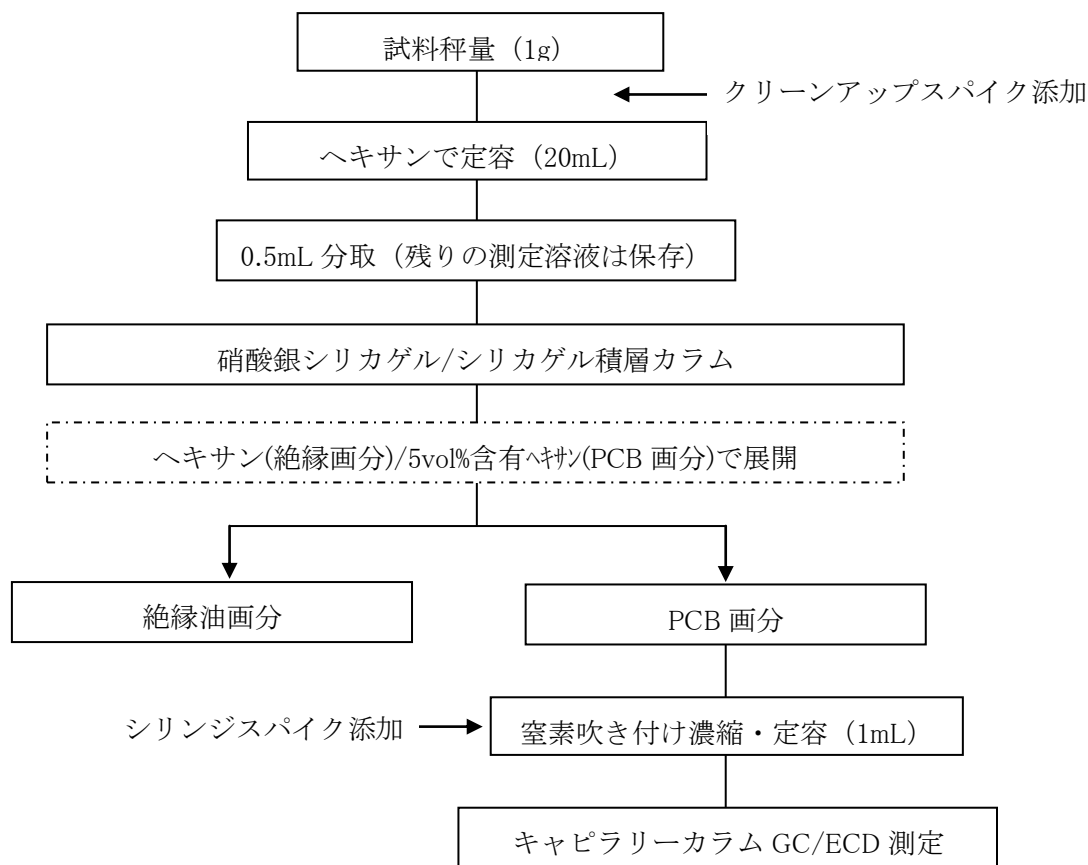 試料秤量（1g）
クリーンアップスパイク添加
ヘキサンで定容（20mL）
0.5mL 分取（残りの測定溶液は保存）
硝酸銀シリカゲル/シリカゲル積層カラム
ヘキサン(絶縁画分)/5vol%含有ﾍｷｻﾝ(PCB 画分)で展開
絶縁油画分
PCB 画分
シリンジスパイク添加
窒素吹き付け濃縮・定容（1mL）
キャピラリーカラム GC/ECD 測定